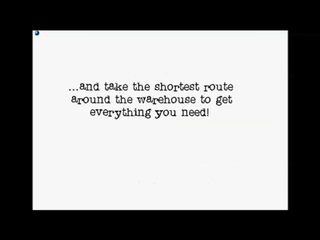 ...and take the shortest route
around the warehouse to get
everything you need!